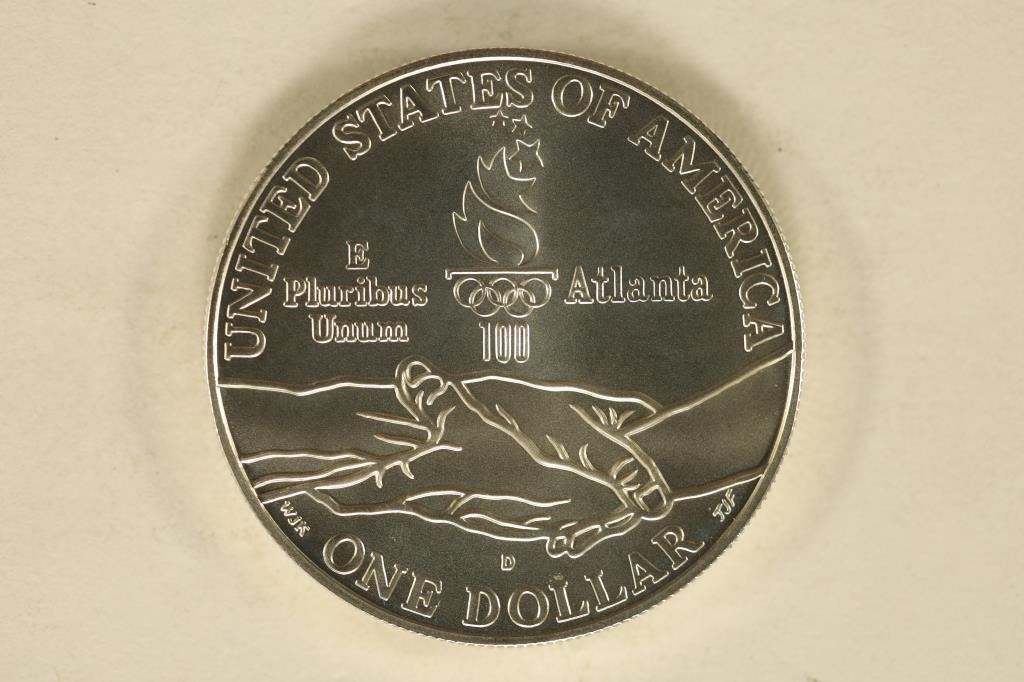 UNITED STATES OF AMERICA
E
Pluribus
Unum
Atlanta
100
WJK
TJF
D
ONE DOLLAR